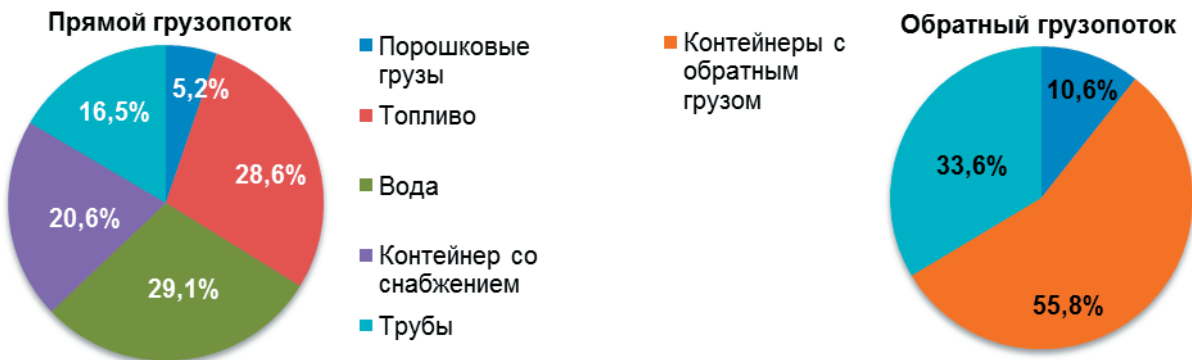 Прямой грузопоток
5,2%
28,6%
29,1%
20,6%
16,5%
Порошковые
грузы
Топливо
Вода
Контейнер со
снабжением
Трубы
Контейнеры с
обратным
грузом
Обратный грузопоток
10,6%
55,8%
33,6%